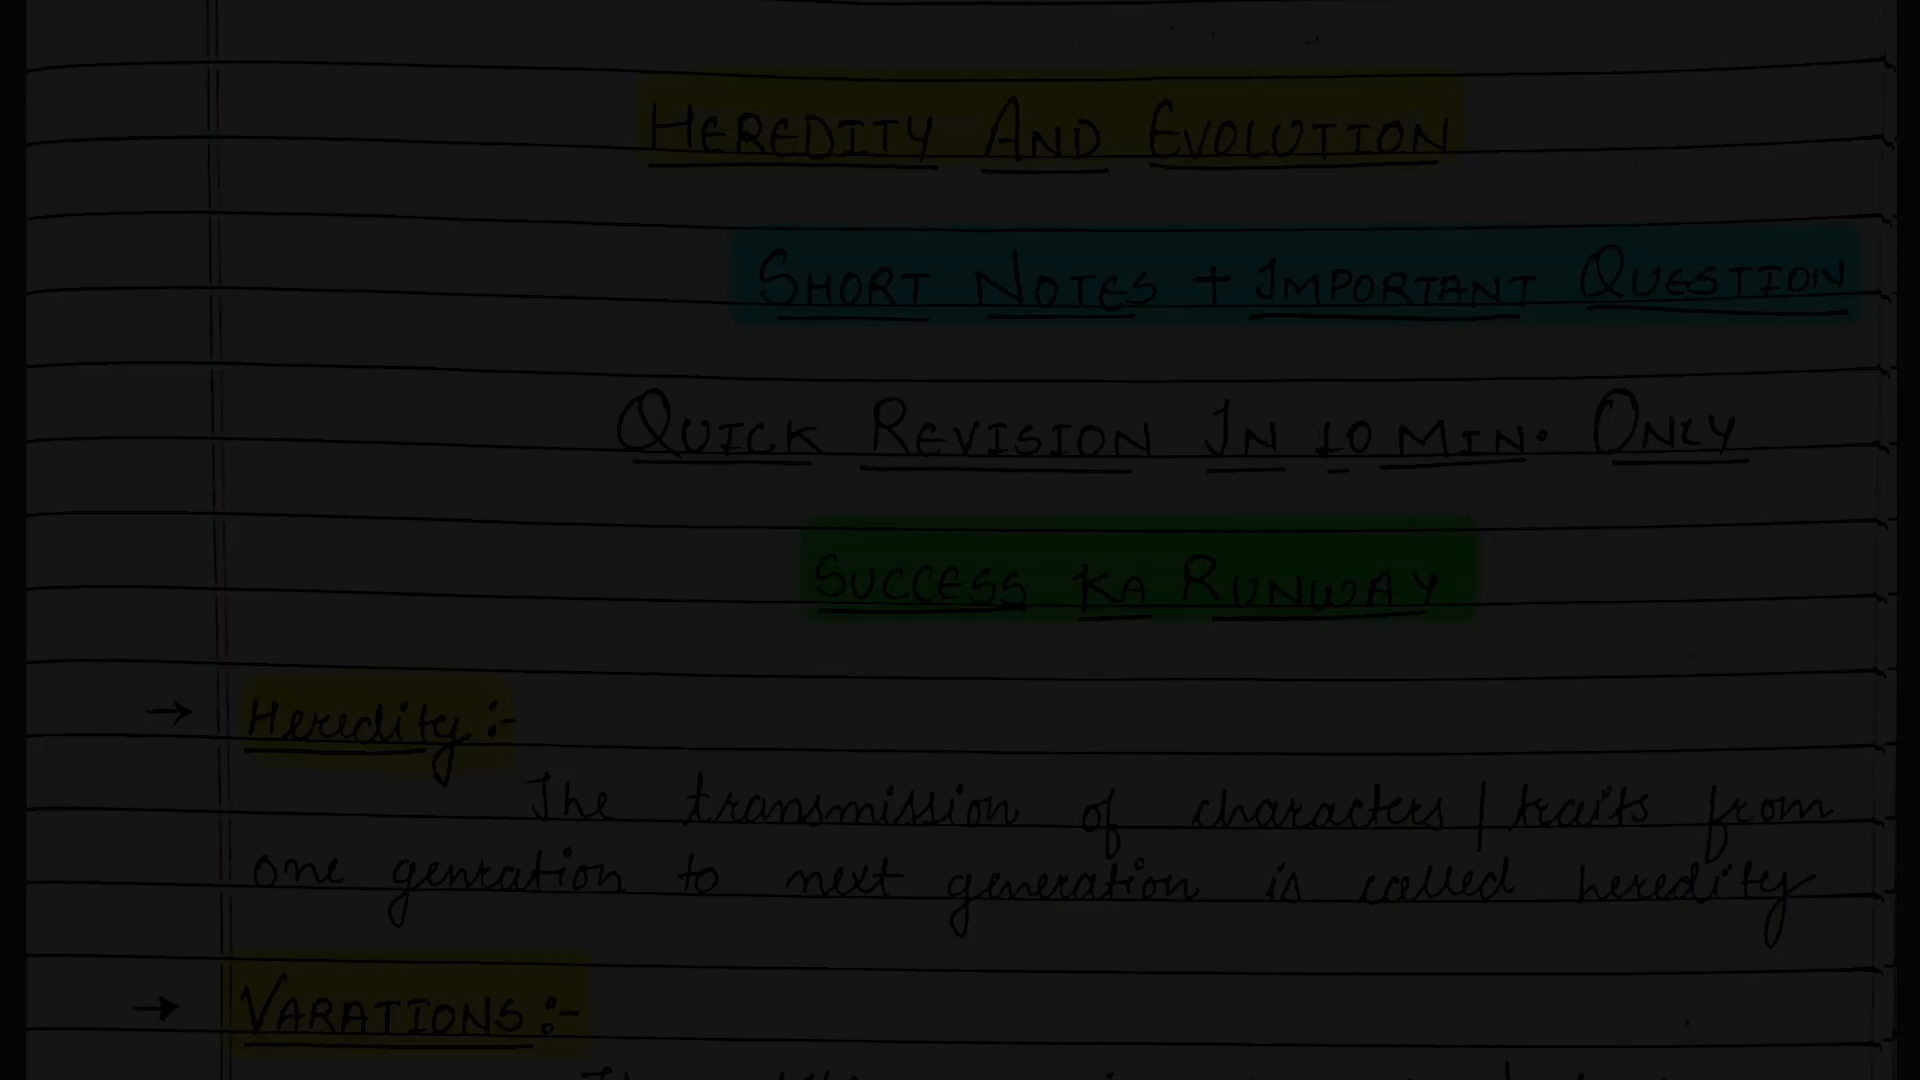 HEREDITY AND EVOLUTION
SHORT NOTES + IMPORTANT QUESTION
QUICK REVISION IN 10 MIN. ONLY
SUCCESS KA RUNWAY
→ Heredity :-
The transmission of characters / traits from
one genration to next generation is called heredity
→ VARATIONS :-